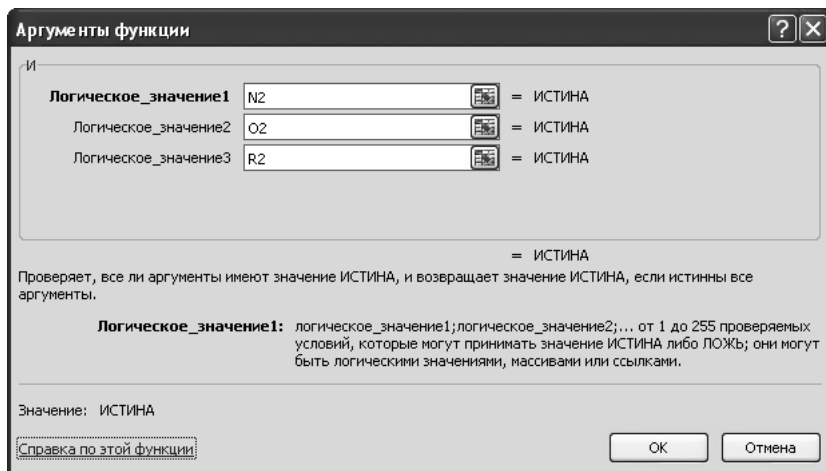 Аргументы функции
И
Логическое_значение1 N2 = ИСТИНА
Логическое_значение2 O2 = ИСТИНА
Логическое_значение3 R2 = ИСТИНА
= ИСТИНА
Проверяет, все ли аргументы имеют значение ИСТИНА, и возвращает значение ИСТИНА, если истинны все
аргументы.
Логическое_значение1: логическое_значение1;логическое_значение2;... от 1 до 255 проверяемых
условий, которые могут принимать значение ИСТИНА либо ЛОЖЬ; они могут
быть логическими значениями, массивами или ссылками.
Значение: ИСТИНА
Справка по этой функции
ОК Отмена